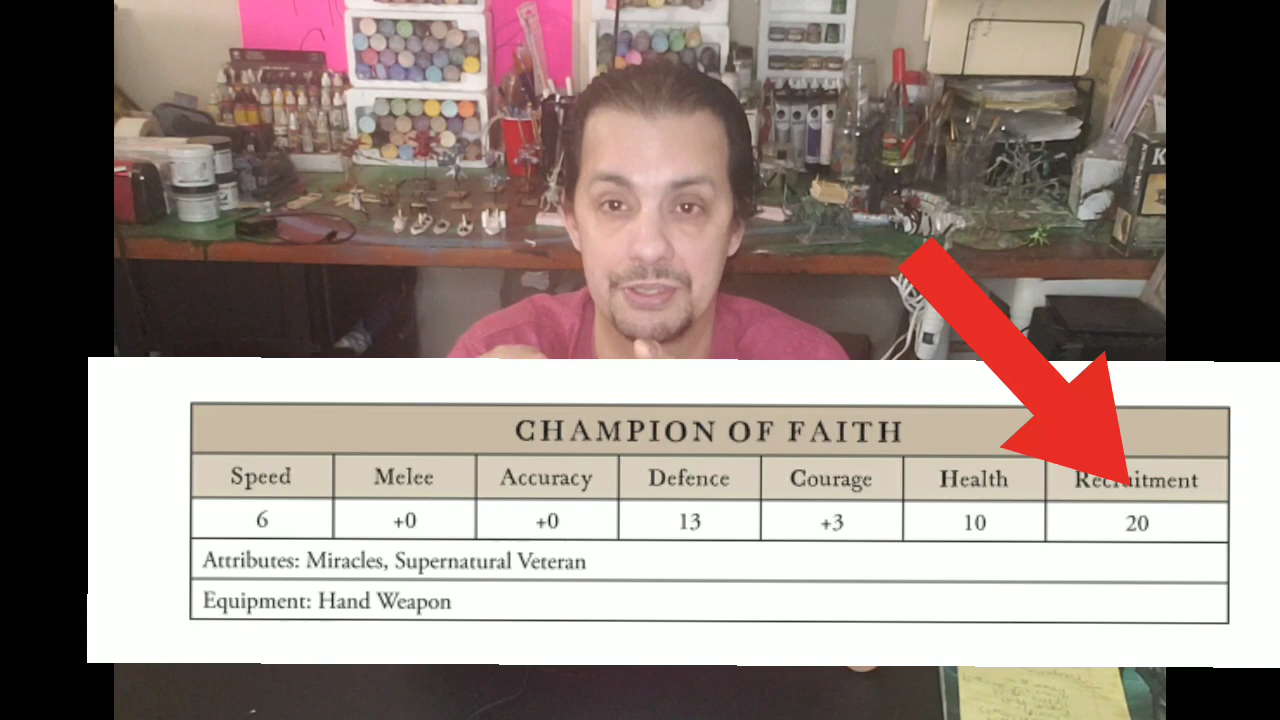 CHAMPION OF FAITH
Speed Melee Accuracy Defence Courage Health Recruitment
6 +0 +0 13 +3 10 20
Attributes: Miracles, Supernatural Veteran
Equipment: Hand Weapon